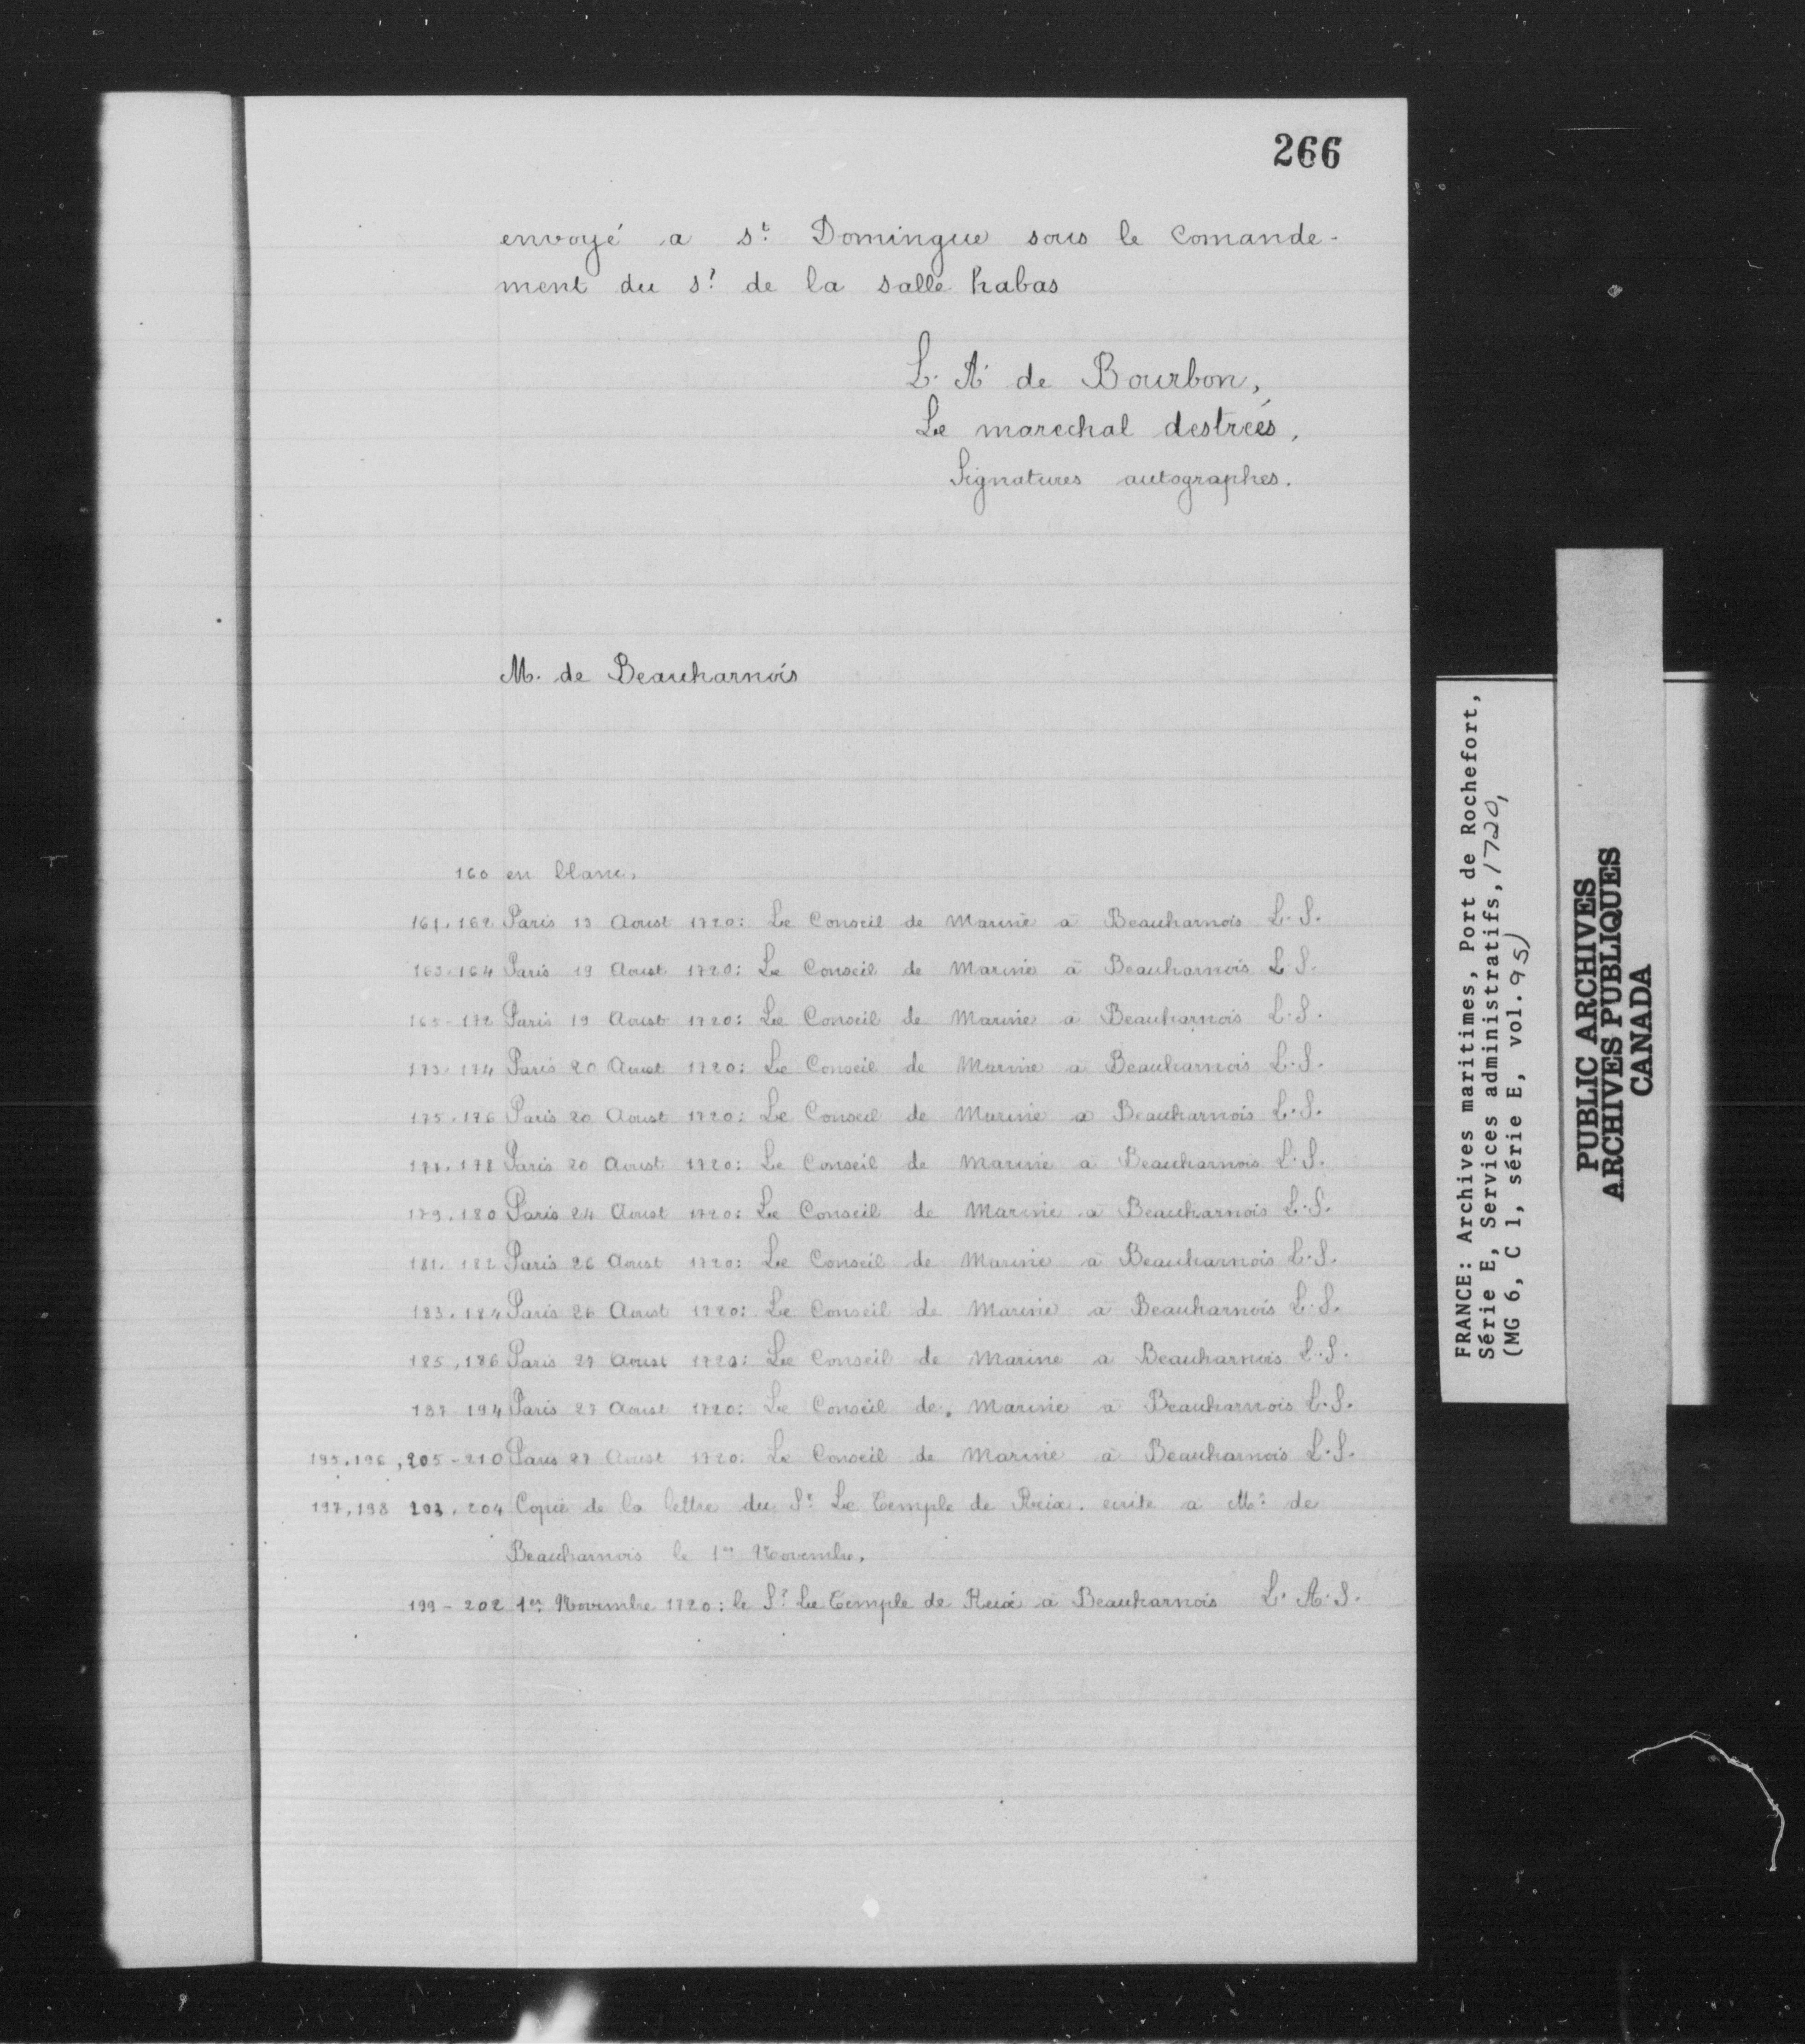 266
envoyé a St Domingue sous le Comande-
ment du Sr de la Salle habas
L. A de Bourbon,
Le marechal destrées,
Signatures autographes.
M. de Beauharnois
160 en blanc,
161, 162 Paris 13 Aoust 1720: Le Conseil de Marine à Beauharnois L. S.
163-164 Paris 19 Aoust 1720: Le Conseil de Marine à Beauharnois L. S.
165-172 Paris 19 Aoust 1720: Le Conseil de Marine à Beauharnois L. S.
173-174 Paris 20 Aoust 1720: Le Conseil de Marine a Beauharnois L. S.
175, 176 Paris 20 Aoust 1720: Le Conseil de Marine a Beauharnois L. S.
177, 178 Paris 20 Aoust 1720: Le Conseil de Marine à Beauharnois L. S.
179, 180 Paris 24 Aoust 1720: Le Conseil de Marine à Beauharnois L. S.
181, 182 Paris 26 Aoust 1720: Le Conseil de Marine à Beauharnois L. S.
183, 184 Paris 26 Aoust 1720: Le Conseil de Marine à Beauharnois L. S.
185, 186 Paris 27 Aoust 1720: Le Conseil de Marine a Beauharnois L. S.
187-194 Paris 27 Aoust 1720: Le Conseil de Marine à Beauharnois L. S.
195, 196, 205-210 Paris 27 Aoust 1720: Le Conseil de Marine à Beauharnois L. S.
197, 198 203, 204 Copie de la lettre du Sr Le Temple de ecrite a Mr de
Beauharnois le 1er Novembre,
199-202 1er Novembre 1720: le Sr Le Temple de à Beauharnois L. A. S.
FRANCE: Archives maritimes, Port de Rochefort,
Série E, Services administratifs, 1720,
(MG 6, C 1, série E, vol. 95)
PUBLIC ARCHIVES
ARCHIVES PUBLIQUES
CANADA